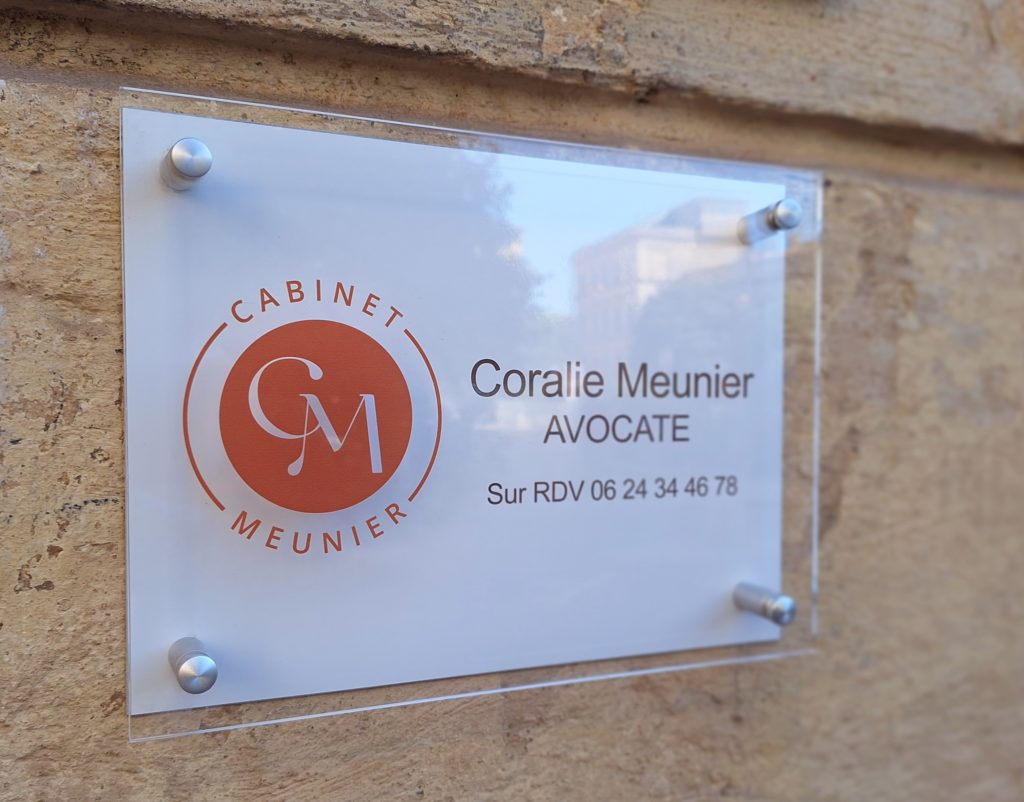 CABINET
CM
MEUNIER
Coralie Meunier
AVOCATE
Sur RDV 06 24 34 46 78